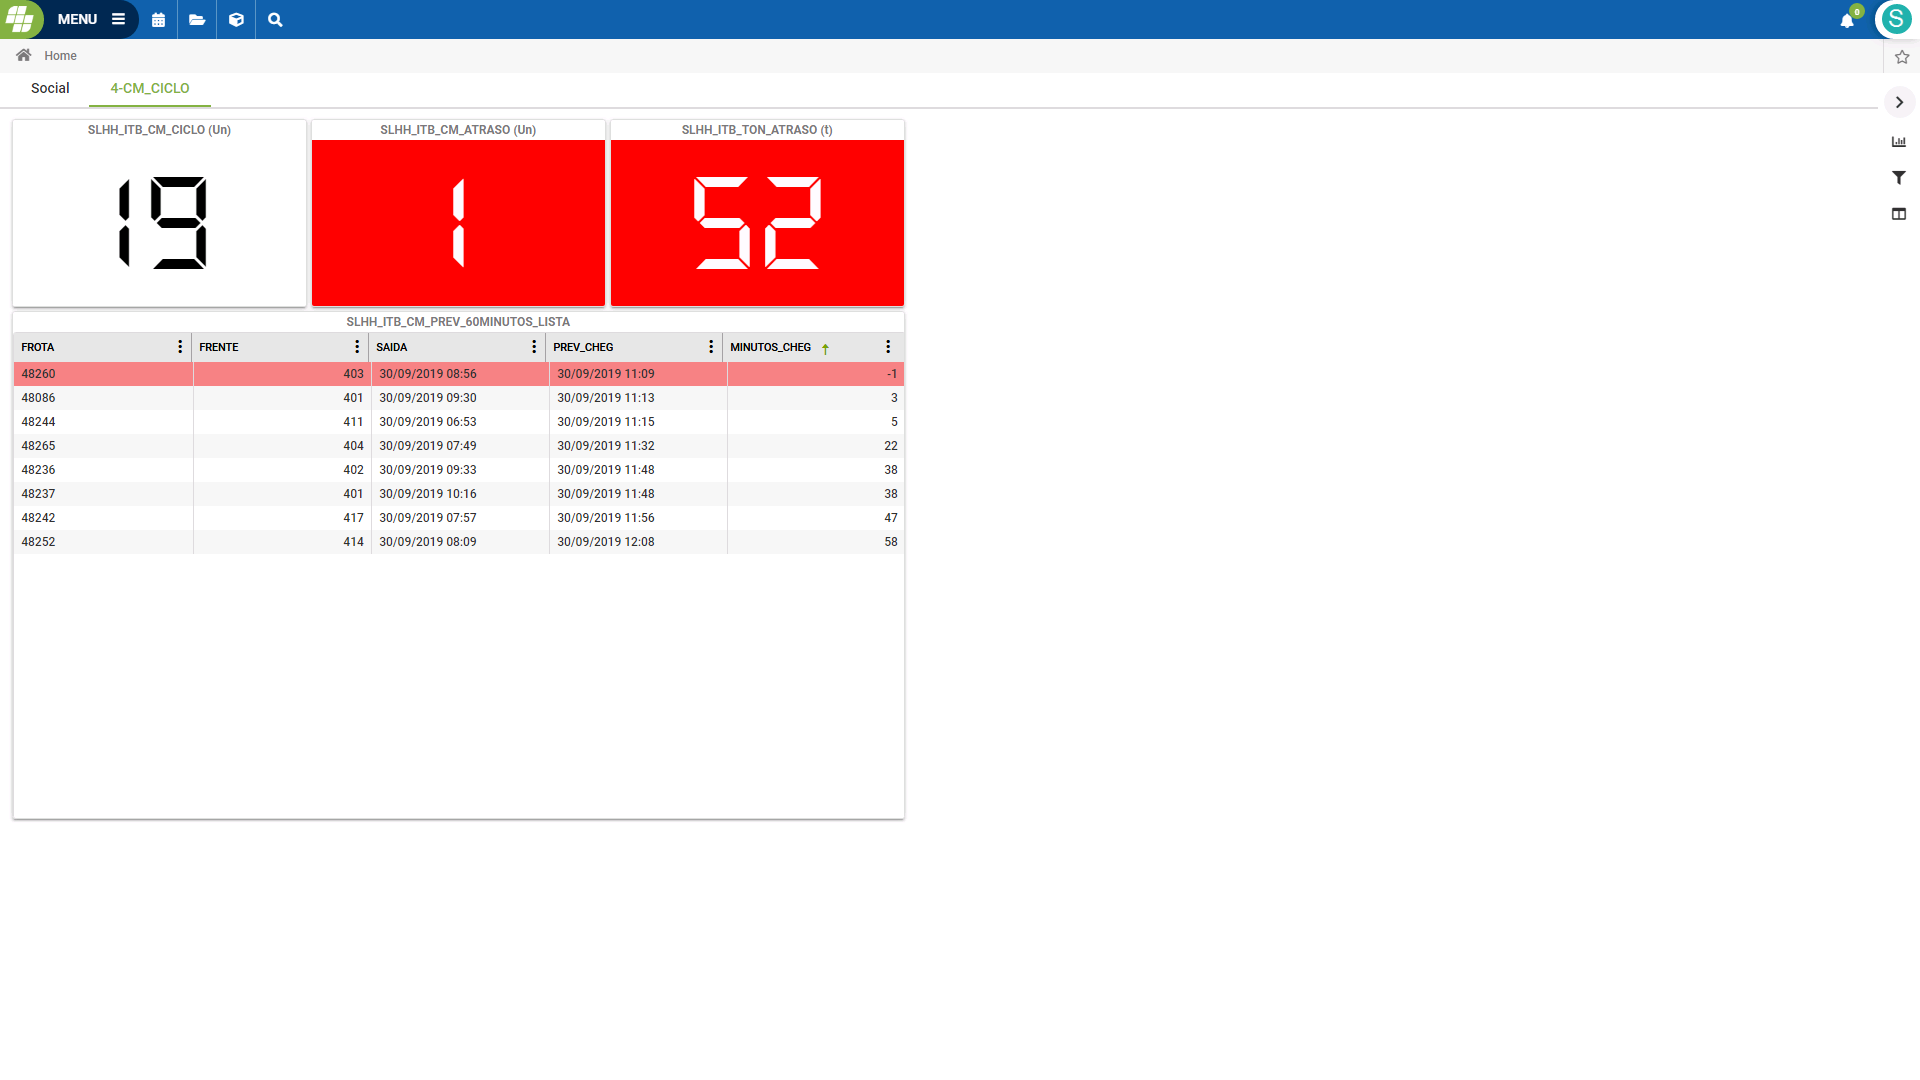 MENU
0
S
Home
Social 4-CM_CICLO
SLHH_ITB_CM_CICLO (Un) SLHH_ITB_CM_ATRASO (Un) SLHH_ITB_TON_ATRASO (t)
19 1 52
SLHH_ITB_CM_PREV_60MINUTOS_LISTA
FROTA FRENTE SAIDA PREV_CHEG MINUTOS_CHEG
48260 403 30/09/2019 08:56 30/09/2019 11:09 -1
48086 401 30/09/2019 09:30 30/09/2019 11:13 3
48244 411 30/09/2019 06:53 30/09/2019 11:15 5
48265 404 30/09/2019 07:49 30/09/2019 11:32 22
48236 402 30/09/2019 09:33 30/09/2019 11:48 38
48237 401 30/09/2019 10:16 30/09/2019 11:48 38
48242 417 30/09/2019 07:57 30/09/2019 11:56 47
48252 414 30/09/2019 08:09 30/09/2019 12:08 58